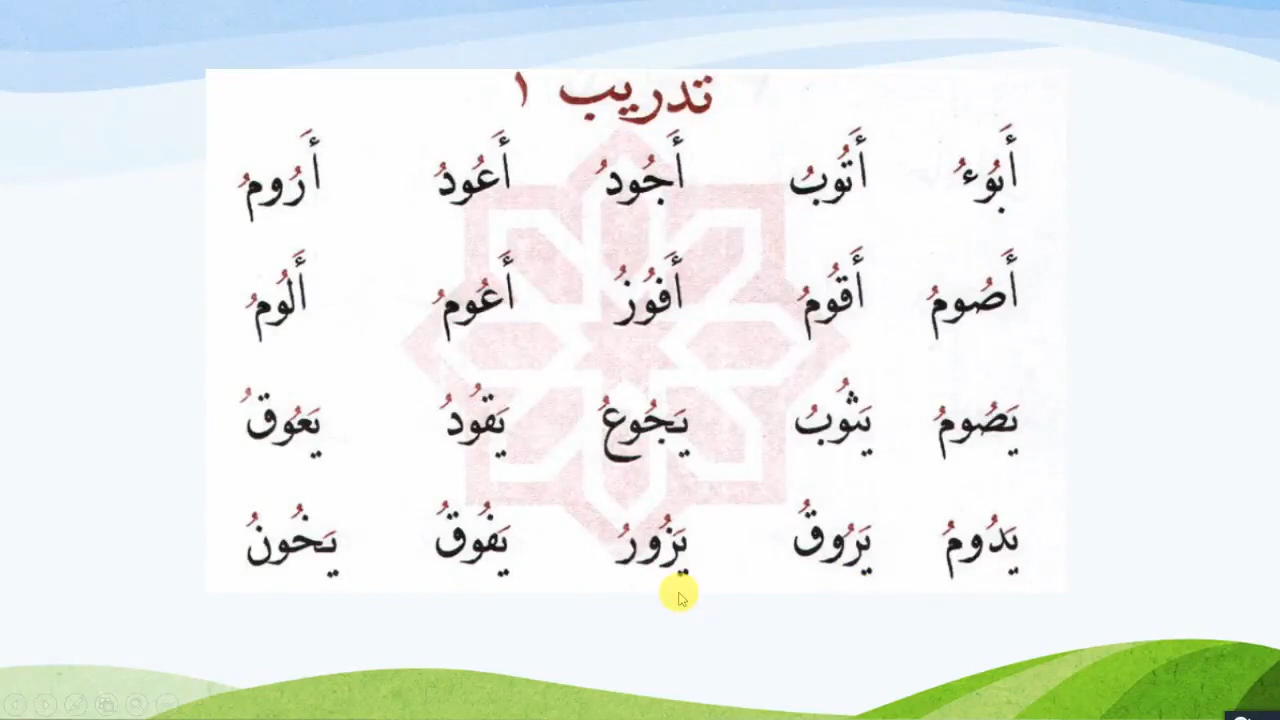 تدريب ١
أَبُوءُ أَتُوبُ أَجُودُ أَعُودُ أَرُومُ
أَصُومُ أَقُومُ أَفُوزُ أَعُومُ أَلُومُ
يَصُومُ يَثُوبُ يَجُوعُ يَقُودُ يَعُوقُ
يَدُومُ يَرُوقُ يَزُورُ يَفُوقُ يَخُونُ